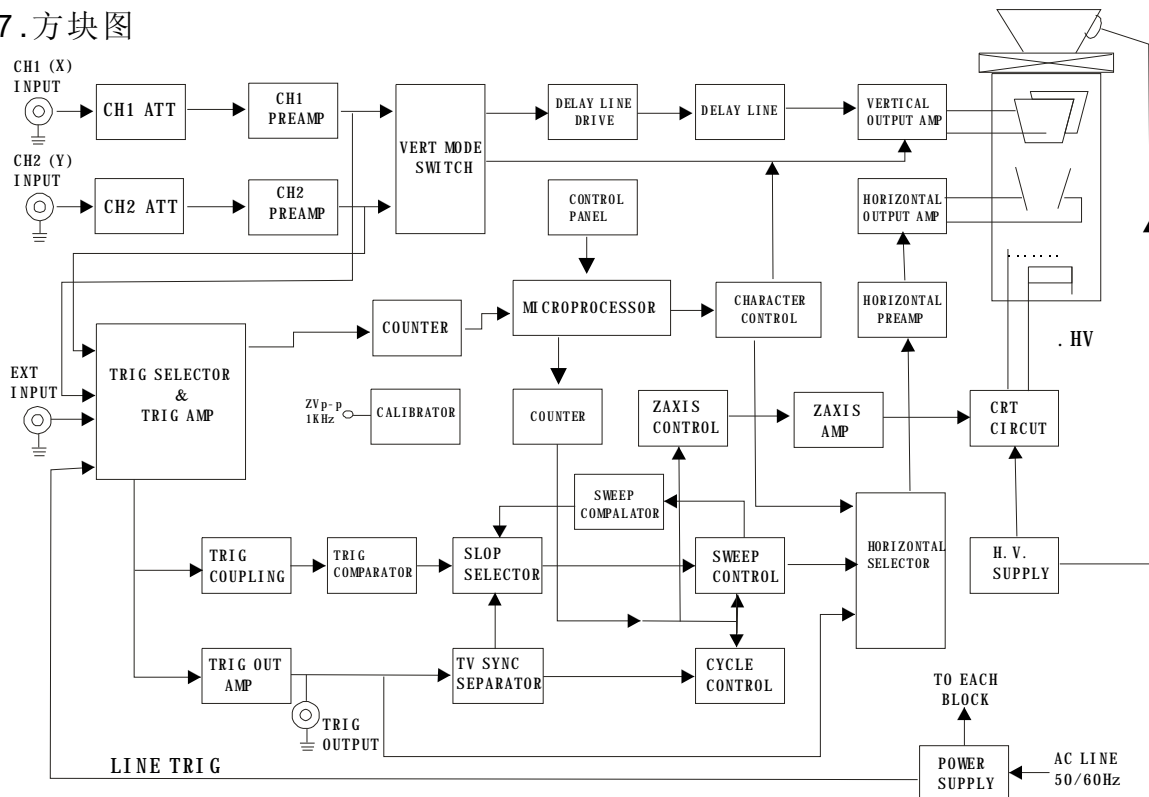 7.方块图
CH1 (X)
INPUT
CH1 ATT
CH1
PREAMP
VERT MODE
SWITCH
DELAY LINE
DRIVE
DELAY LINE
VERTICAL
OUTPUT AMP
CH2 (Y)
INPUT
CH2 ATT
CH2
PREAMP
CONTROL
PANEL
HORIZONTAL
OUTPUT AMP
COUNTER
MICROPROCESSOR
CHARACTER
CONTROL
HORIZONTAL
PREAMP
. HV
EXT
INPUT
TRIG SELECTOR
&
TRIG AMP
ZVp-p
1KHz
CALIBRATOR
COUNTER
ZAXIS
CONTROL
ZAXIS
AMP
CRT
CIRCUT
SWEEP
COMPALATOR
TRIG
COUPLING
TRIG
COMPARATOR
SLOP
SELECTOR
SWEEP
CONTROL
HORIZONTAL
SELECTOR
H. V.
SUPPLY
TRIG OUT
AMP
TV SYNC
SEPARATOR
CYCLE
CONTROL
TRIG
OUTPUT
TO EACH
BLOCK
LINE TRIG
POWER
SUPPLY
AC LINE
50/60Hz